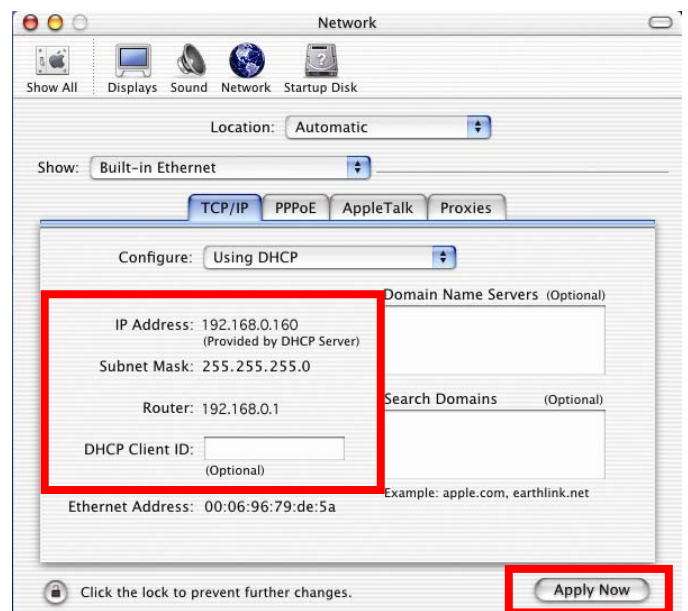 Network
Show All Displays Sound Network Startup Disk
Location: Automatic
Show: Built-in Ethernet
TCP/IP PPPoE AppleTalk Proxies
Configure: Using DHCP
Domain Name Servers (Optional)
IP Address: 192.168.0.160
(Provided by DHCP Server)
Subnet Mask: 255.255.255.0
Search Domains (Optional)
Router: 192.168.0.1
DHCP Client ID:
(Optional)
Example: apple.com, earthlink.net
Ethernet Address: 00:06:96:79:de:5a
Click the lock to prevent further changes.
Apply Now